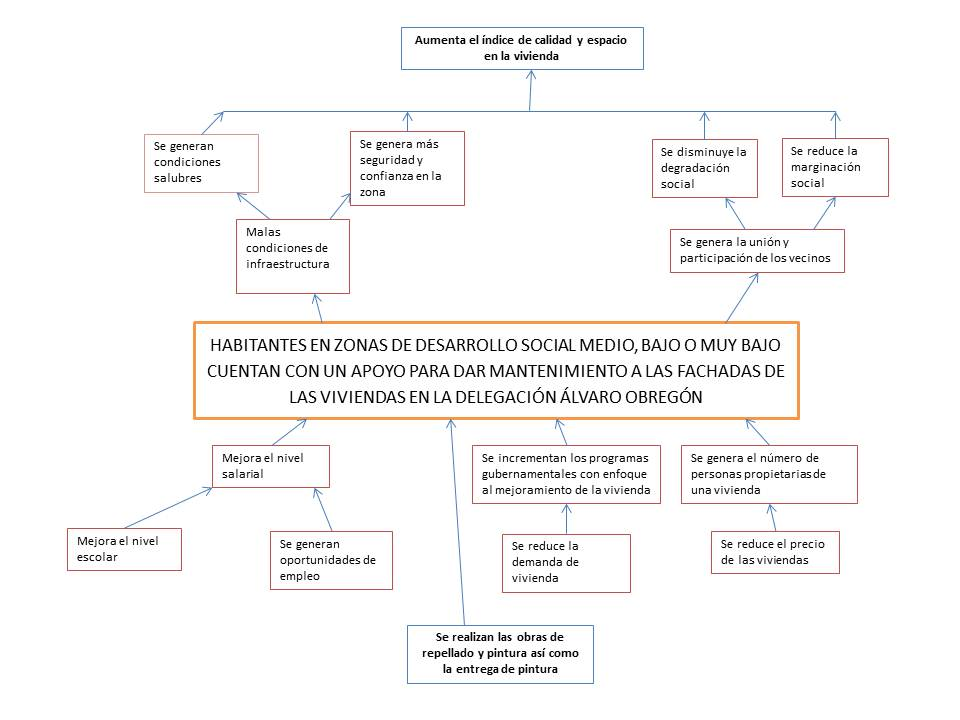 Aumenta el índice de calidad y espacio
en la vivienda
Se generan
condiciones
salubres
Se genera más
seguridad y
confianza en la
zona
Se disminuye la
degradación
social
Se reduce la
marginación
social
Malas
condiciones de
infraestructura
Se genera la unión y
participación de los vecinos
HABITANTES EN ZONAS DE DESARROLLO SOCIAL MEDIO, BAJO O MUY BAJO
CUENTAN CON UN APOYO PARA DAR MANTENIMIENTO A LAS FACHADAS DE
LAS VIVIENDAS EN LA DELEGACIÓN ÁLVARO OBREGÓN
Mejora el nivel
salarial
Se incrementan los programas
gubernamentales con enfoque
al mejoramiento de la vivienda
Se genera el número de
personas propietarias de
una vivienda
Mejora el nivel
escolar
Se generan
oportunidades de
empleo
Se reduce la
demanda de
vivienda
Se reduce el precio
de las viviendas
Se realizan las obras de
repellado y pintura así como
la entrega de pintura